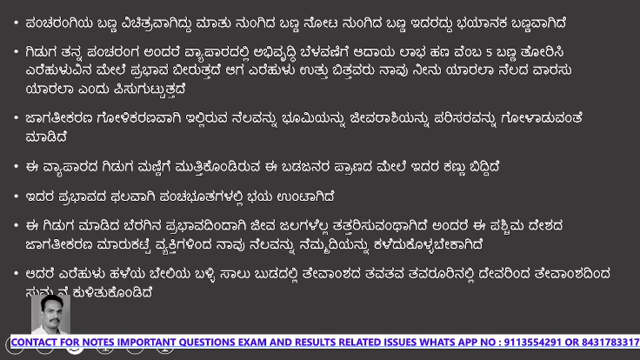 ಪಂಚರಂಗಿಯ ಬಣ್ಣ ವಿಚಿತ್ರವಾಗಿದ್ದು ಮಾತು ನುಂಗಿದ ಬಣ್ಣ ನೋಟ ನುಂಗಿದ ಬಣ್ಣ ಇದರದ್ದು ಭಯಾನಕ ಬಣ್ಣವಾಗಿದೆ
ಗಿಡುಗ ತನ್ನ ಪಂಚರಂಗ ಅಂದರೆ ವ್ಯಾಪಾರದಲ್ಲಿ ಅಭಿವೃದ್ಧಿ ಬೆಳವಣಿಗೆ ಆದಾಯ ಲಾಭ ಹಣ ವೆಂಬ 5 ಬಣ್ಣ ತೋರಿಸಿ
ಎರೆಹುಳುವಿನ ಮೇಲೆ ಪ್ರಭಾವ ಬೀರುತ್ತದೆ ಆಗ ಎರೆಹುಳು ಉತ್ತು ಬಿತ್ತವರು ನಾವು ನೀನು ಯಾರಲಾ ನೆಲದ ವಾರಸು
ಯಾರಲಾ ಎಂದು ಪಿಸುಗುಟ್ಟುತ್ತದೆ
ಜಾಗತೀಕರಣ ಗೋಳಿಕರಣವಾಗಿ ಇಲ್ಲಿರುವ ನೆಲವನ್ನು ಭೂಮಿಯನ್ನು ಜೀವರಾಶಿಯನ್ನು ಪರಿಸರವನ್ನು ಗೋಳಾಡುವಂತೆ
ಮಾಡಿದೆ
ಈ ವ್ಯಾಪಾರದ ಗಿಡುಗ ಮಣ್ಣಿಗೆ ಮುತ್ತಿಕೊಂಡಿರುವ ಈ ಬಡಜನರ ಪ್ರಾಣದ ಮೇಲೆ ಇದರ ಕಣ್ಣು ಬಿದ್ದಿದೆ
ಇದರ ಪ್ರಭಾವದ ಫಲವಾಗಿ ಪಂಚಭೂತಗಳಲ್ಲಿ ಭಯ ಉಂಟಾಗಿದೆ
ಈ ಗಿಡುಗ ಮಾಡಿದ ಬೆರಗಿನ ಪ್ರಭಾವದಿಂದಾಗಿ ಜೀವ ಜಲಗಳೆಲ್ಲ ತತ್ತರಿಸುವಂಥಾಗಿದೆ ಅಂದರೆ ಈ ಪಶ್ಚಿಮ ದೇಶದ
ಜಾಗತೀಕರಣ ಮಾರುಕಟ್ಟೆ ವ್ಯಕ್ತಿಗಳಿಂದ ನಾವು ನೆಲವನ್ನು ನೆಮ್ಮದಿಯನ್ನು ಕಳೆದುಕೊಳ್ಳಬೇಕಾಗಿದೆ
ಆದರೆ ಎರೆಹುಳು ಹಳೆಯ ಬೇಲಿಯ ಬಳ್ಳಿ ಸಾಲು ಬುಡದಲ್ಲಿ ತೇವಾಂಶದ ತವತವ ತವರೂರಿನಲ್ಲಿ ದೇವರಿಂದ ತೇವಾಂಶದಿಂದ
ಕುಳಿತುಕೊಂಡಿದೆ
CONTACT FOR NOTES IMPORTANT QUESTIONS EXAM AND RESULTS RELATED ISSUES WHATS APP NO : 9113554291 OR 8431783317